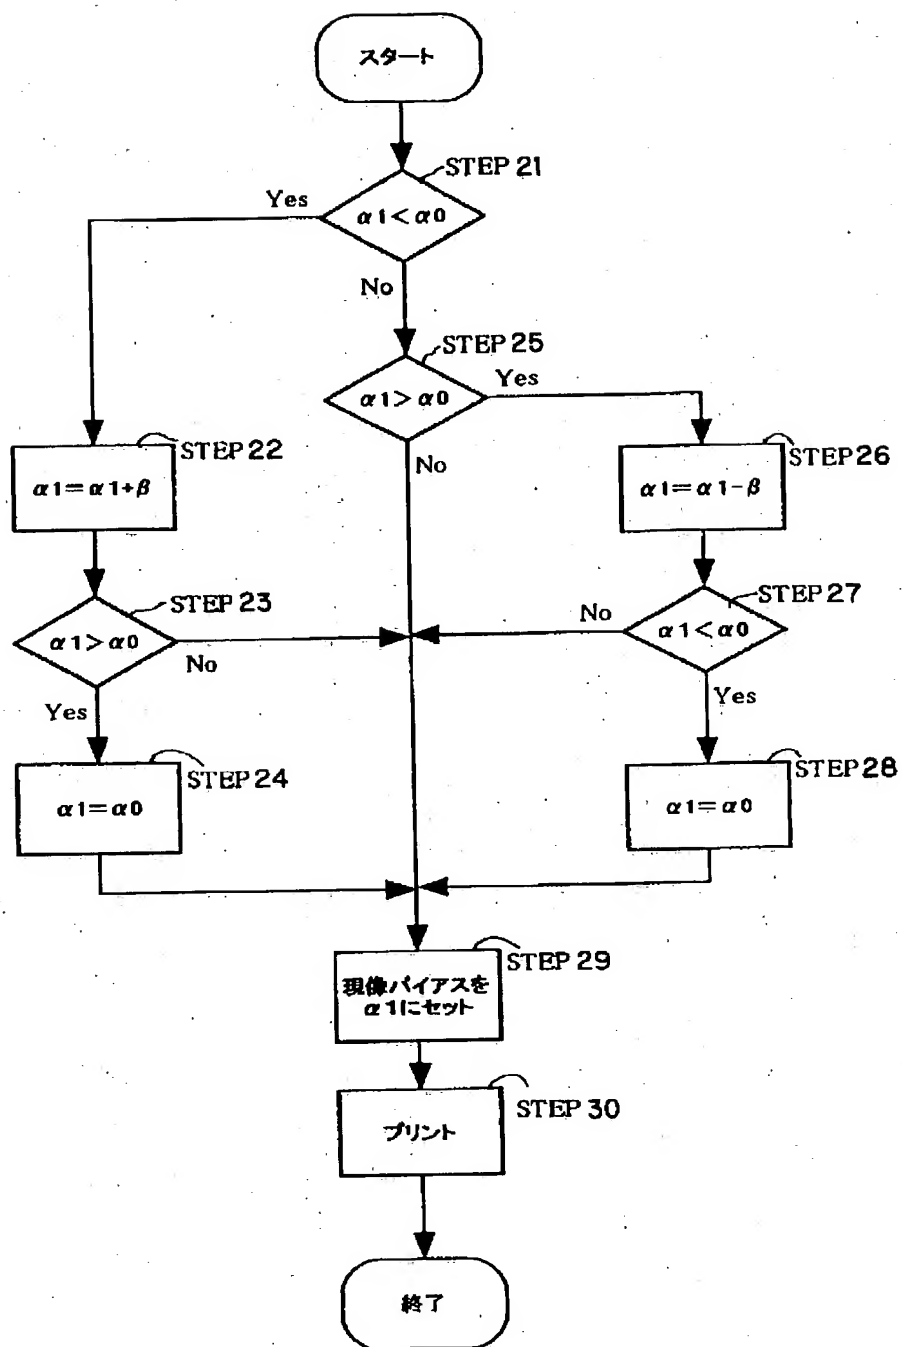 スタート
STEP 21
Yes
α1<α0
No
STEP 25
Yes
α1>α0
STEP 22
No
STEP 26
α1=α1+β
α1=α1-β
STEP 23
STEP 27
α1>α0
No
No
α1<α0
Yes
Yes
STEP 24
STEP 28
α1=α0
α1=α0
STEP 29
現像バイアスを
α1にセット
STEP 30
プリント
終了